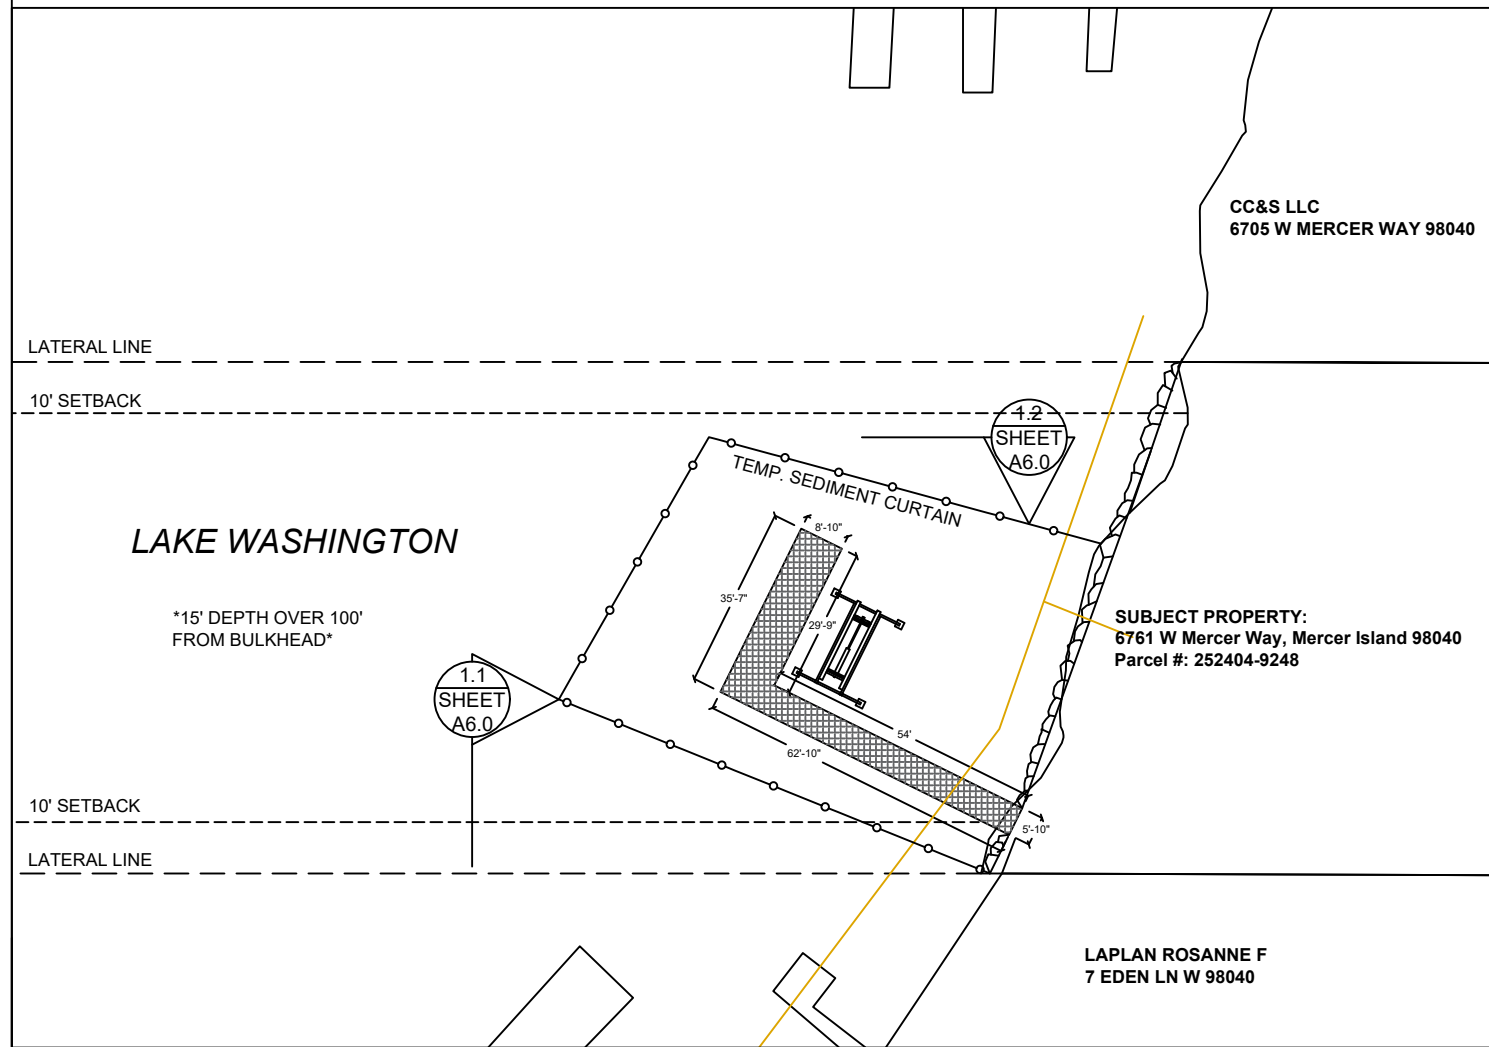 CC&S LLC
6705 W MERCER WAY 98040
LATERAL LINE
10' SETBACK
1.2
SHEET
A6.0
TEMP. SEDIMENT CURTAIN
LAKE WASHINGTON
8'-10"
35'-7"
29'-9"
*15' DEPTH OVER 100'
FROM BULKHEAD*
SUBJECT PROPERTY:
6761 W Mercer Way, Mercer Island 98040
Parcel #: 252404-9248
1.1
SHEET
A6.0
54'
62'-10"
10' SETBACK
5'-10"
LATERAL LINE
LAPLAN ROSANNE F
7 EDEN LN W 98040